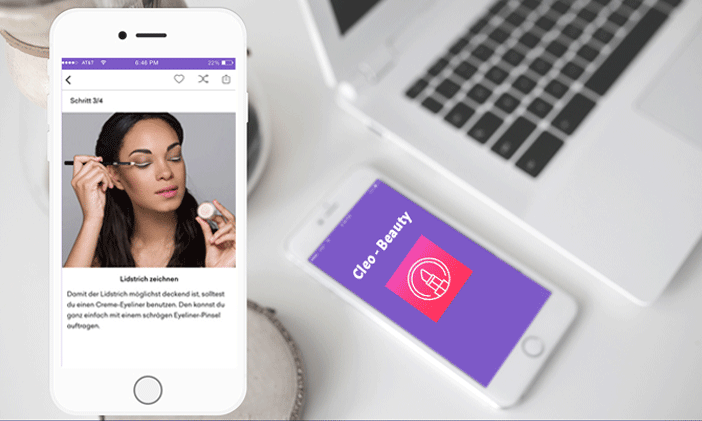 AT&T 6:46 PM 22%
Schritt 3/4
Lidstrich zeichnen
Damit der Lidstrich möglichst deckend ist, solltest
du einen Creme-Eyeliner benutzen. Den kannst du
ganz einfach mit einem schrägen Eyeliner-Pinsel
auftragen.
Cleo - Beauty